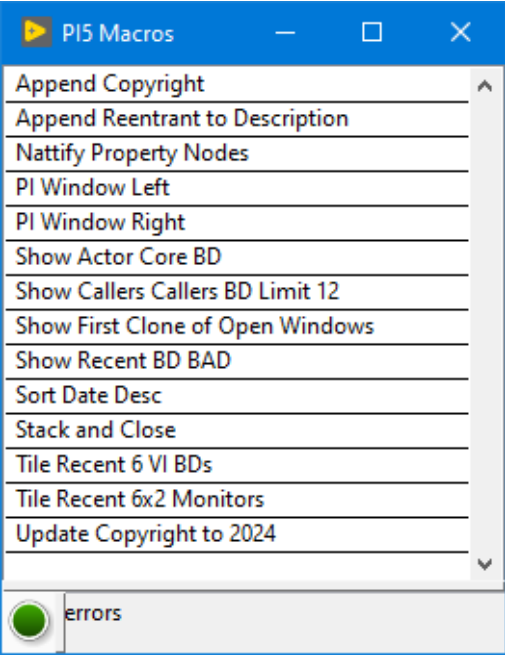 PI5 Macros
Append Copyright
Append Reentrant to Description
Nattify Property Nodes
PI Window Left
PI Window Right
Show Actor Core BD
Show Callers Callers BD Limit 12
Show First Clone of Open Windows
Show Recent BD BAD
Sort Date Desc
Stack and Close
Tile Recent 6 VI BDs
Tile Recent 6x2 Monitors
Update Copyright to 2024
errors